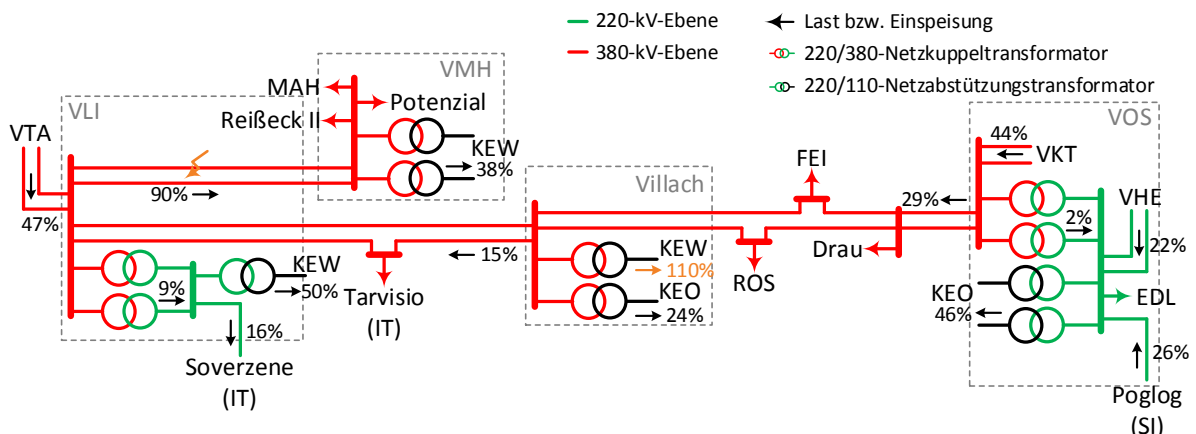 220-kV-Ebene
380-kV-Ebene
Last bzw. Einspeisung
220/380-Netzkuppeltransformator
220/110-Netzabstützungstransformator
VMH
MAH
Potenzial
Reißeck II
KEW
38%
VLI
VTA
47%
90%
9%
KEW
50%
16%
Soverzene
(IT)
Tarvisio
(IT)
15%
Villach
KEW
110%
KEO
24%
FEI
ROS
Drau
29%
VOS
44%
VKT
2%
VHE
22%
KEO
46%
EDL
26%
Poglog
(SI)